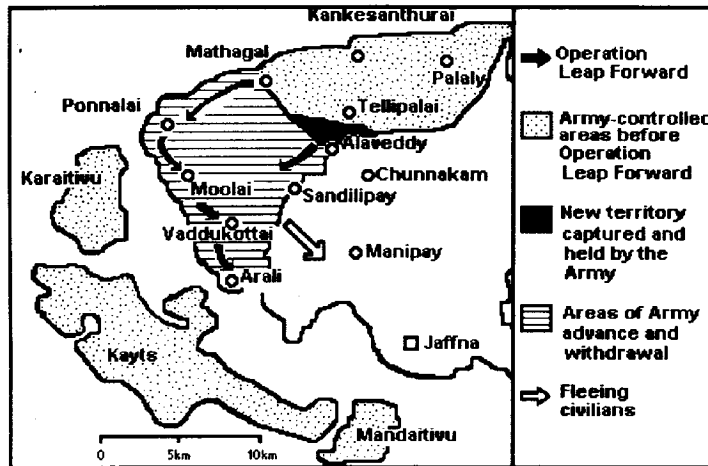 Kankesanthurai
Mathagal
Palaly
Ponnalai
Tellipalai
Alaveddy
Karaitivu
Chunnakam
Moolai
Sandilipay
Vaddukottai
Manipay
Arali
Jaffna
Kayts
Mandaitivu
0 5km 10km
Operation
Leap Forward
Army-controlled
areas before
Operation
Leap Forward
New territory
captured and
held by the
Army
Areas of Army
advance and
withdrawal
Fleeing
civilians